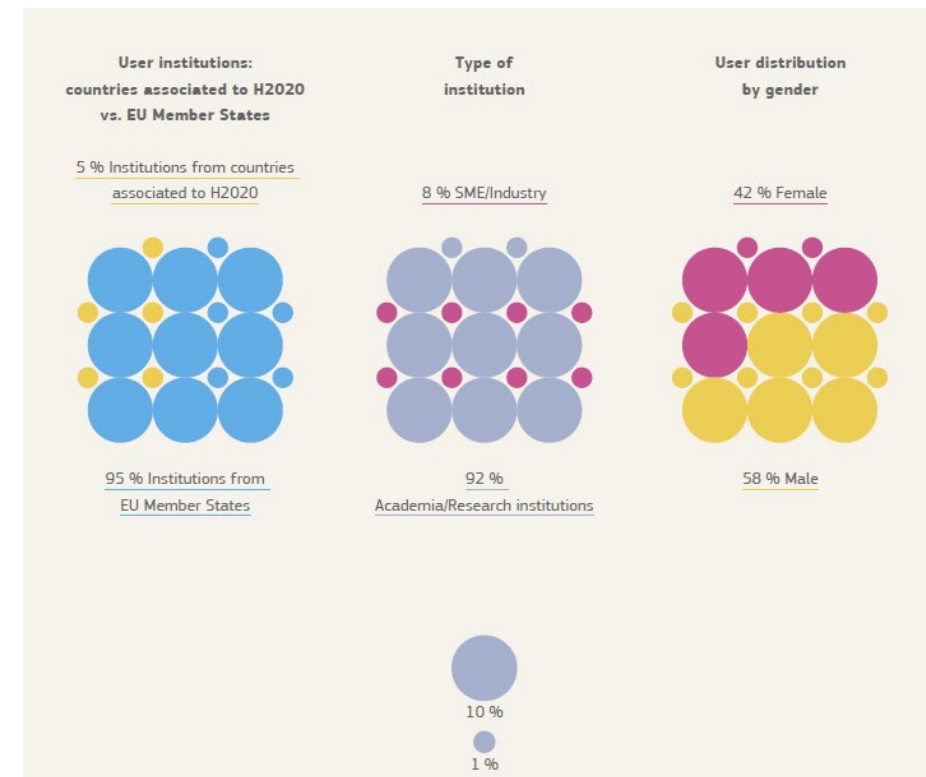 User institutions:
countries associated to H2020
vs. EU Member States
5 % Institutions from countries
associated to H2020
95 % Institutions from
EU Member States
Type of
institution
8 % SME/Industry
92 %
Academia/Research institutions
User distribution
by gender
42 % Female
58 % Male
10 %
1 %